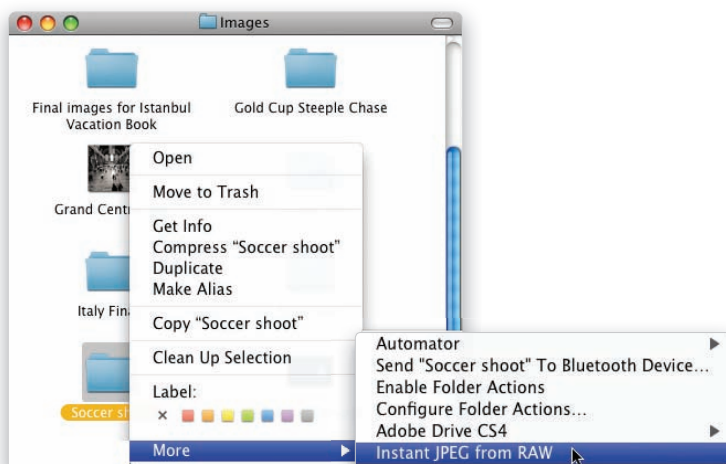 Images
Final images for Istanbul
Vacation Book
Gold Cup Steeple Chase
Grand Cent
Italy Fin
Soccer sh
Open
Move to Trash
Get Info
Compress “Soccer shoot”
Duplicate
Make Alias
Copy “Soccer shoot”
Clean Up Selection
Label:
×
More
Automator
Send "Soccer shoot" To Bluetooth Device...
Enable Folder Actions
Configure Folder Actions...
Adobe Drive CS4
Instant JPEG from RAW